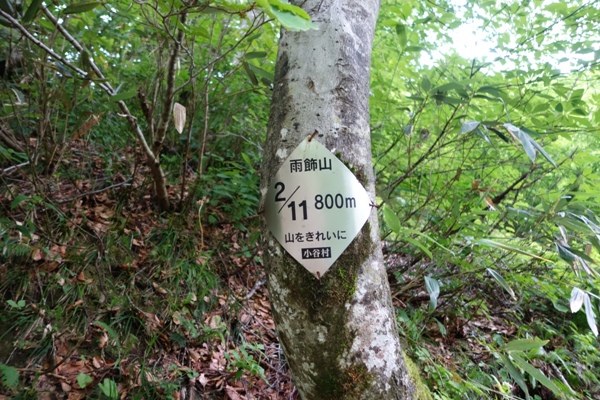 雨飾山
2/11 800m
山をきれいに
小谷村